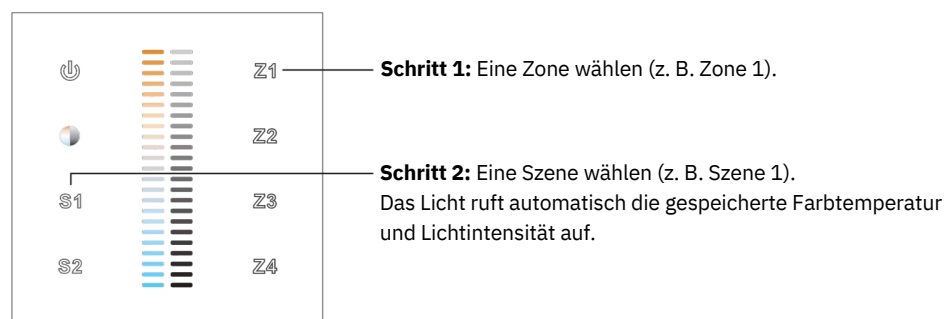 Z1
Schritt 1: Eine Zone wählen (z. B. Zone 1).
Z2
Schritt 2: Eine Szene wählen (z. B. Szene 1).
S1
Z3
Das Licht ruft automatisch die gespeicherte Farbtemperatur
und Lichtintensität auf.
S2
Z4